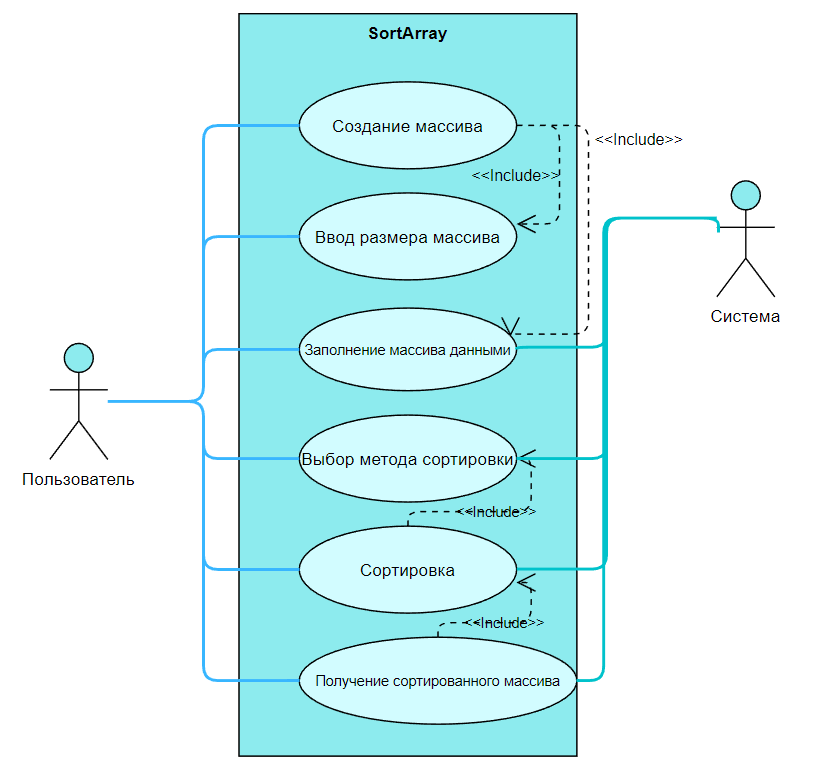 SortArray
Создание массива
<<Include>>
<<Include>>
Ввод размера массива
Система
Заполнение массива данными
Выбор метода сортировки
Пользователь
<<Include>>
Сортировка
<<Include>>
Получение сортированного массива